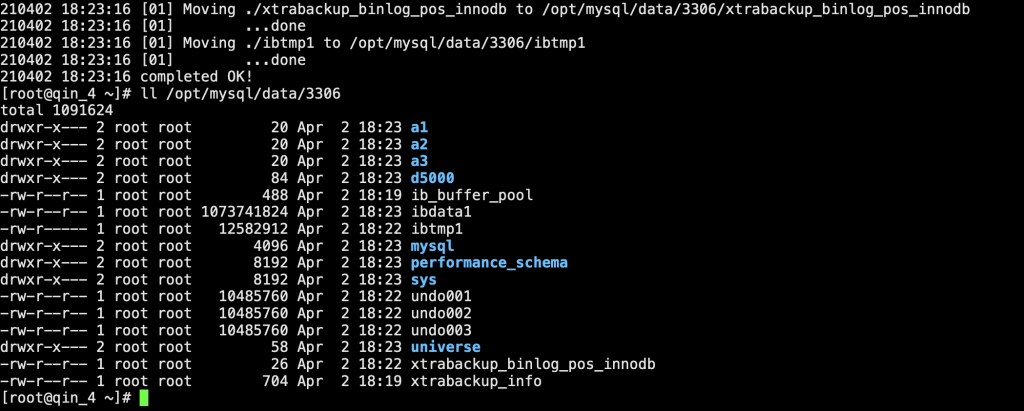 210402 18:23:16 [01] Moving ./xtrabackup_binlog_pos_innodb to /opt/mysql/data/3306/xtrabackup_binlog_pos_innodb
210402 18:23:16 [01]        ...done
210402 18:23:16 [01] Moving ./ibtmp1 to /opt/mysql/data/3306/ibtmp1
210402 18:23:16 [01]        ...done
210402 18:23:16 completed OK!
[root@qin_4 ~]# ll /opt/mysql/data/3306
total 1091624
drwxr-x--- 2 root root         20 Apr  2 18:23 a1
drwxr-x--- 2 root root         20 Apr  2 18:23 a2
drwxr-x--- 2 root root         20 Apr  2 18:23 a3
drwxr-x--- 2 root root         84 Apr  2 18:23 d5000
-rw-r--r-- 1 root root        488 Apr  2 18:19 ib_buffer_pool
-rw-r--r-- 1 root root 1073741824 Apr  2 18:23 ibdata1
-rw-r----- 1 root root   12582912 Apr  2 18:22 ibtmp1
drwxr-x--- 2 root root       4096 Apr  2 18:23 mysql
drwxr-x--- 2 root root       8192 Apr  2 18:23 performance_schema
drwxr-x--- 2 root root       8192 Apr  2 18:23 sys
-rw-r--r-- 1 root root   10485760 Apr  2 18:22 undo001
-rw-r--r-- 1 root root   10485760 Apr  2 18:22 undo002
-rw-r--r-- 1 root root   10485760 Apr  2 18:22 undo003
drwxr-x--- 2 root root         58 Apr  2 18:23 universe
-rw-r--r-- 1 root root         26 Apr  2 18:22 xtrabackup_binlog_pos_innodb
-rw-r--r-- 1 root root        704 Apr  2 18:19 xtrabackup_info
[root@qin_4 ~]#